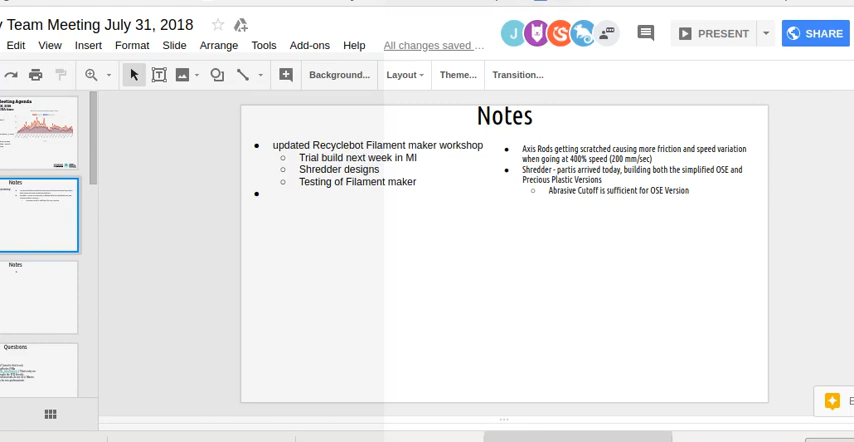 y Team Meeting July 31, 2018
Edit View Insert Format Slide Arrange Tools Add-ons Help All changes saved ...
J S PRESENT SHARE
Background... Layout Theme... Transition...
Notes
Questions
Notes
Notes
updated Recyclebot Filament maker workshop
Trial build next week in MI
Shredder designs
Testing of Filament maker
Axis Rods getting scratched causing more friction and speed variation
when going at 400% speed (200 mm/sec)
Shredder - partis arrived today, building both the simplified OSE and
Precious Plastic Versions
Abrasive Cutoff is sufficient for OSE Version
E